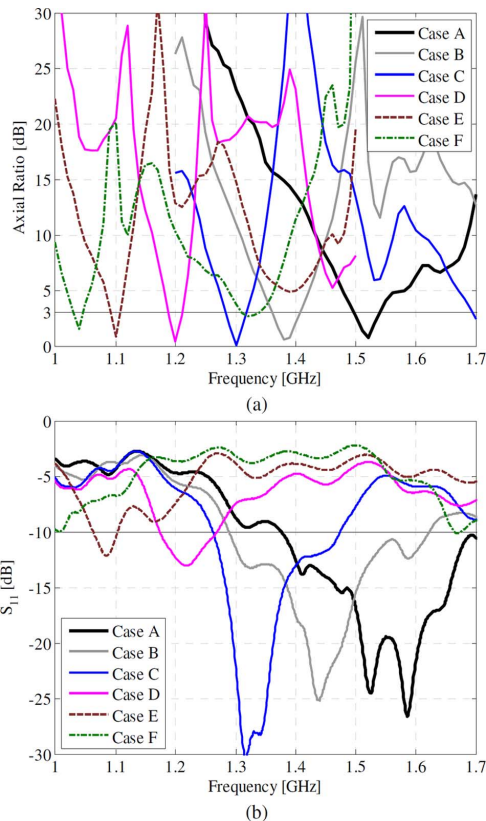 30
25
20
15
10
5
3
0
Axial Ratio [dB]
Case A
Case B
Case C
Case D
Case E
Case F
1 1.1 1.2 1.3 1.4 1.5 1.6 1.7
Frequency [GHz]
(a)
0
-5
-10
-15
-20
-25
-30
S11 [dB]
Case A
Case B
Case C
Case D
Case E
Case F
1 1.1 1.2 1.3 1.4 1.5 1.6 1.7
Frequency [GHz]
(b)